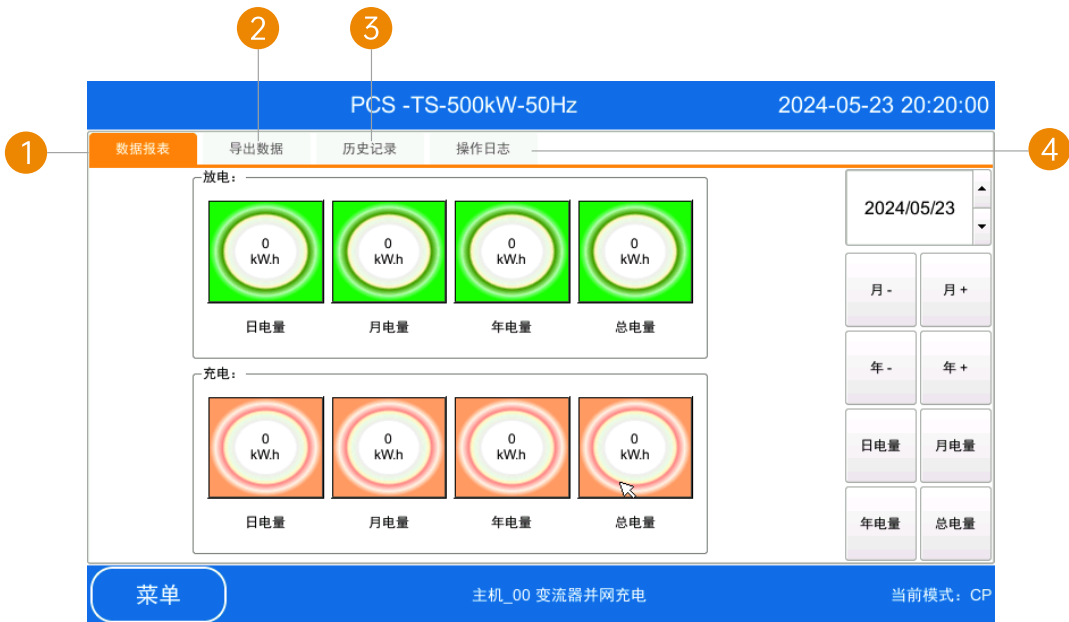 2 3
PCS -TS-500kW-50Hz 2024-05-23 20:20:00
1 数据报表 导出数据 历史记录 操作日志 4
放电：
2024/05/23
0 0 0 0
kW.h kW.h kW.h kW.h
月 - 月 +
日电量 月电量 年电量 总电量
年 - 年 +
充电：
0 0 0 0
kW.h kW.h kW.h kW.h
日电量 月电量
日电量 月电量 年电量 总电量
年电量 总电量
菜单 主机_00 变流器并网充电 当前模式：CP